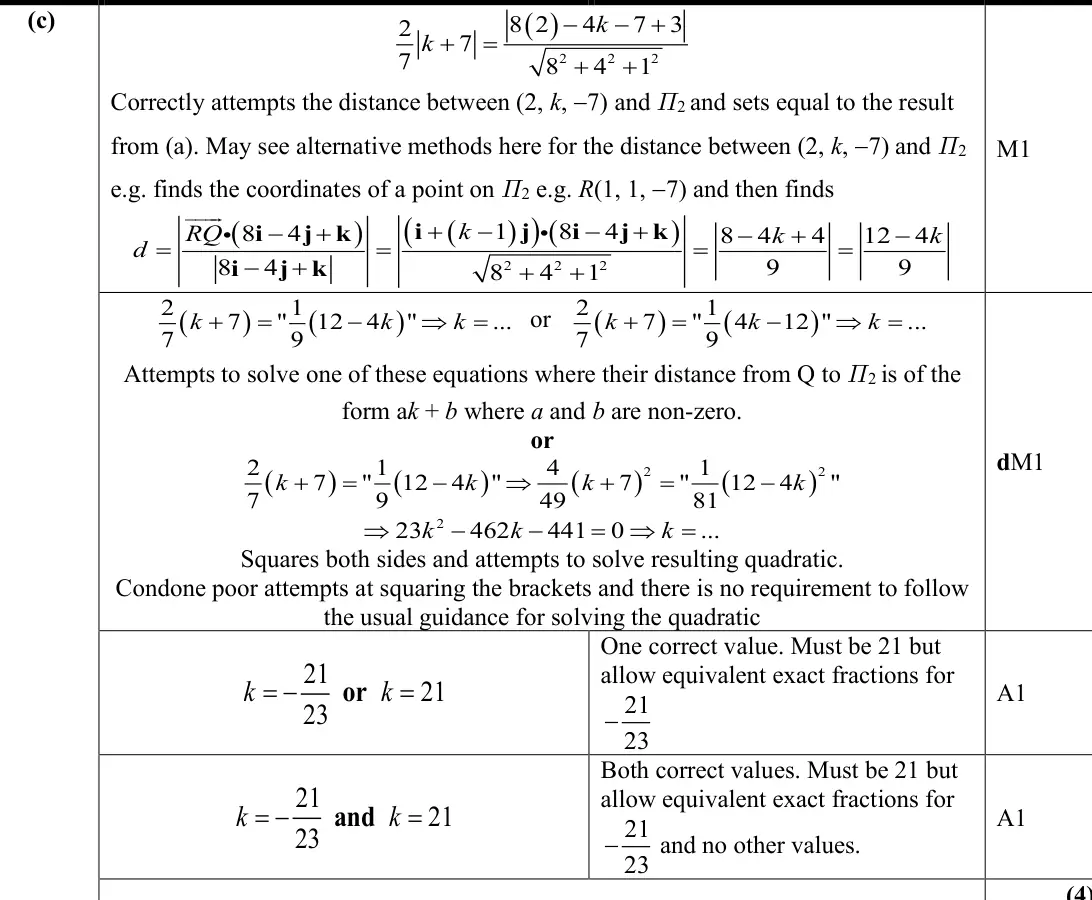 (c)
2/7 |k + 7| = |8(2) − 4k − 7 + 3| / √(8² + 4² + 1²)
Correctly attempts the distance between (2, k, −7) and Π₂ and sets equal to the result
from (a). May see alternative methods here for the distance between (2, k, −7) and Π₂
M1
e.g. finds the coordinates of a point on Π₂ e.g. R(1, 1, −7) and then finds
d = |RQ⃗•(8i − 4j + k) / |8i − 4j + k|| = |(i + (k − 1)j)•(8i − 4j + k) / √(8² + 4² + 1²)| = |(8 − 4k + 4) / 9| = |(12 − 4k) / 9|
2/7 (k + 7) = "1/9 (12 − 4k)" ⇒ k = ... or 2/7 (k + 7) = "1/9 (4k − 12)" ⇒ k = ...
Attempts to solve one of these equations where their distance from Q to Π₂ is of the
form ak + b where a and b are non-zero.
or
dM1
2/7 (k + 7) = "1/9 (12 − 4k)" ⇒ 4/49 (k + 7)² = "1/81 (12 − 4k)²"
⇒ 23k² − 462k − 441 = 0 ⇒ k = ...
Squares both sides and attempts to solve resulting quadratic.
Condone poor attempts at squaring the brackets and there is no requirement to follow
the usual guidance for solving the quadratic
k = −21/23 or k = 21
One correct value. Must be 21 but
allow equivalent exact fractions for
−21/23
A1
k = −21/23 and k = 21
Both correct values. Must be 21 but
allow equivalent exact fractions for
−21/23 and no other values.
A1
(4)